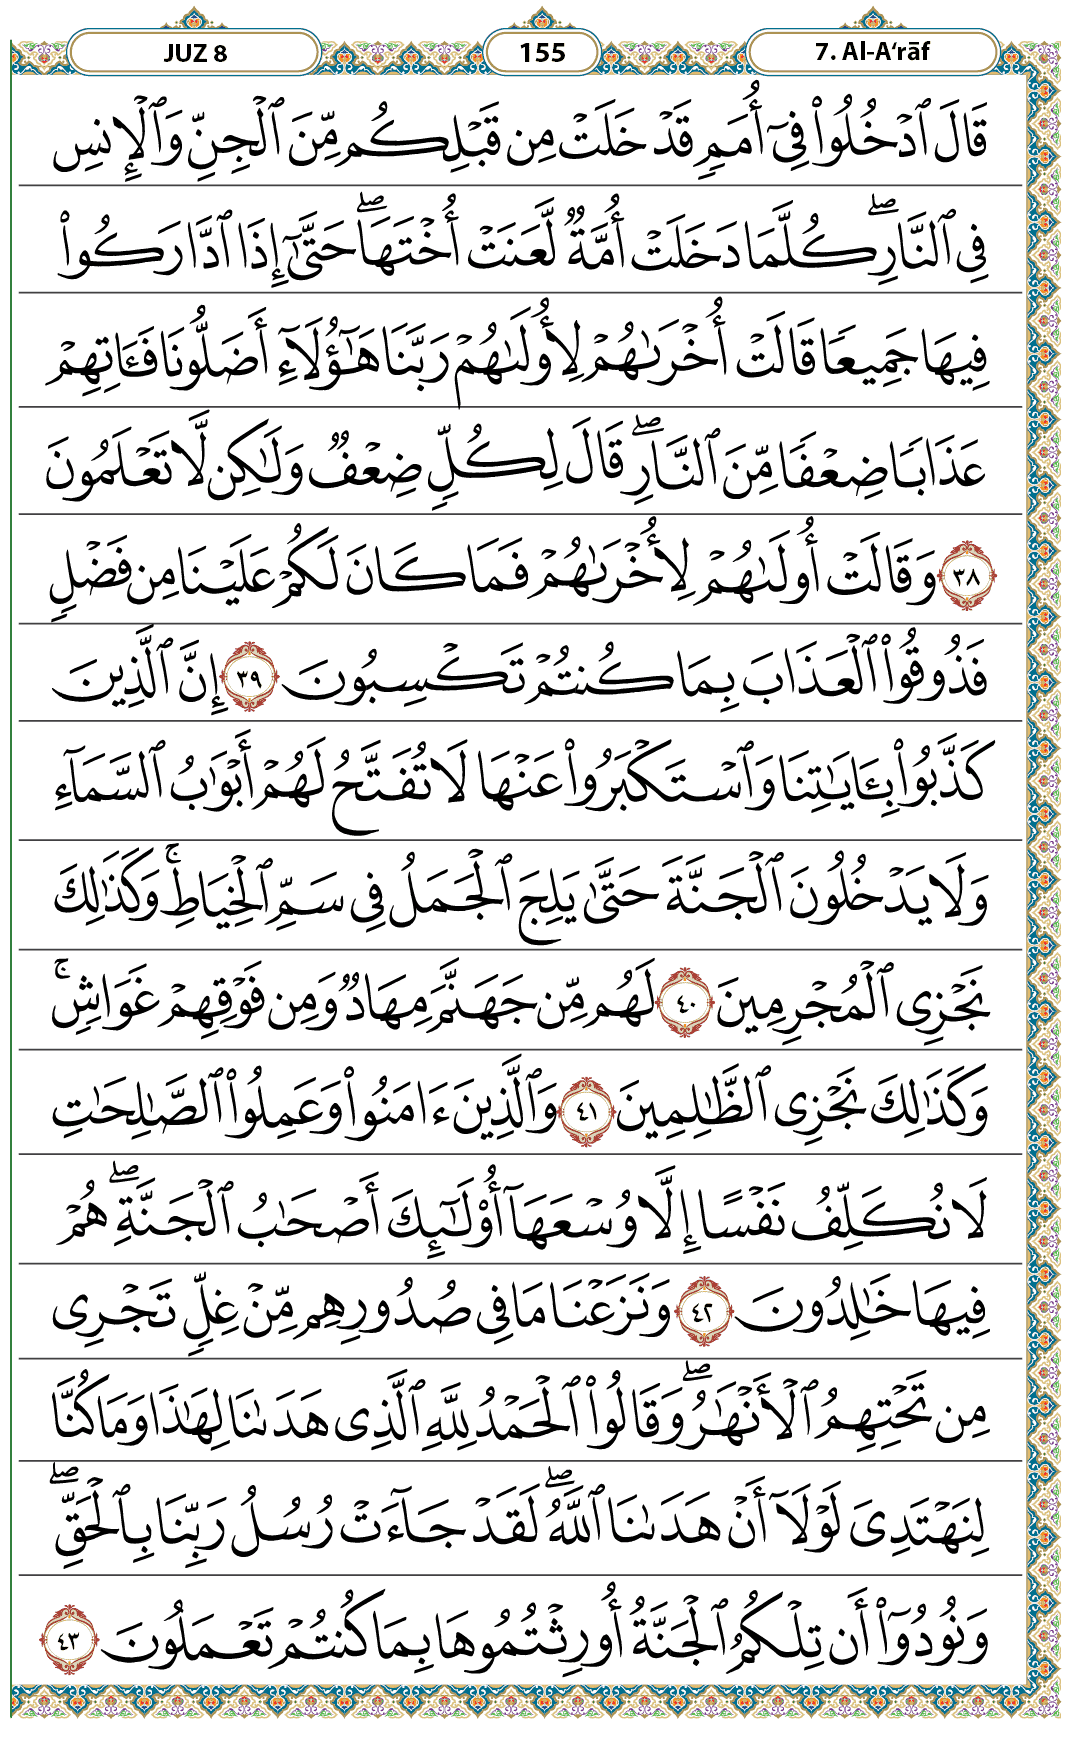 JUZ 8 155 7. Al-A‘rāf
قَالَ ٱدْخُلُوا۟ فِىٓ أُمَمٍۢ قَدْ خَلَتْ مِن قَبْلِكُم مِّنَ ٱلْجِنِّ وَٱلْإِنسِ
فِى ٱلنَّارِ ۖ كُلَّمَا دَخَلَتْ أُمَّةٌۭ لَّعَنَتْ أُخْتَهَا ۖ حَتَّىٰٓ إِذَا ٱدَّارَكُوا۟
فِيهَا جَمِيعًۭا قَالَتْ أُخْرَىٰهُمْ لِأُولَىٰهُمْ رَبَّنَا هَٰٓؤُلَآءِ أَضَلُّونَا فَـَٔاتِهِمْ
عَذَابًۭا ضِعْفًۭا مِّنَ ٱلنَّارِ ۖ قَالَ لِكُلٍّۢ ضِعْفٌۭ وَلَٰكِن لَّا تَعْلَمُونَ
٣٨ وَقَالَتْ أُولَىٰهُمْ لِأُخْرَىٰهُمْ فَمَا كَانَ لَكُمْ عَلَيْنَا مِن فَضْلٍۢ
فَذُوقُوا۟ ٱلْعَذَابَ بِمَا كُنتُمْ تَكْسِبُونَ ٣٩ إِنَّ ٱلَّذِينَ
كَذَّبُوا۟ بِـَٔايَٰتِنَا وَٱسْتَكْبَرُوا۟ عَنْهَا لَا تُفَتَّحُ لَهُمْ أَبْوَٰبُ ٱلسَّمَآءِ
وَلَا يَدْخُلُونَ ٱلْجَنَّةَ حَتَّىٰ يَلِجَ ٱلْجَمَلُ فِى سَمِّ ٱلْخِيَاطِ ۚ وَكَذَٰلِكَ
نَجْزِى ٱلْمُجْرِمِينَ ٤٠ لَهُم مِّن جَهَنَّمَ مِهَادٌۭ وَمِن فَوْقِهِمْ غَوَاشٍۢ ۚ
وَكَذَٰلِكَ نَجْزِى ٱلظَّٰلِمِينَ ٤١ وَٱلَّذِينَ ءَامَنُوا۟ وَعَمِلُوا۟ ٱلصَّٰلِحَٰتِ
لَا نُكَلِّفُ نَفْسًا إِلَّا وُسْعَهَآ أُو۟لَٰٓئِكَ أَصْحَٰبُ ٱلْجَنَّةِ ۖ هُمْ
فِيهَا خَٰلِدُونَ ٤٢ وَنَزَعْنَا مَا فِى صُدُورِهِم مِّنْ غِلٍّۢ تَجْرِى
مِن تَحْتِهِمُ ٱلْأَنْهَٰرُ ۖ وَقَالُوا۟ ٱلْحَمْدُ لِلَّهِ ٱلَّذِى هَدَىٰنَا لِهَٰذَا وَمَا كُنَّا
لِنَهْتَدِىَ لَوْلَآ أَنْ هَدَىٰنَا ٱللَّهُ ۖ لَقَدْ جَآءَتْ رُسُلُ رَبِّنَا بِٱلْحَقِّ ۖ
وَنُودُوٓا۟ أَن تِلْكُمُ ٱلْجَنَّةُ أُورِثْتُمُوهَا بِمَا كُنتُمْ تَعْمَلُونَ ٤٣